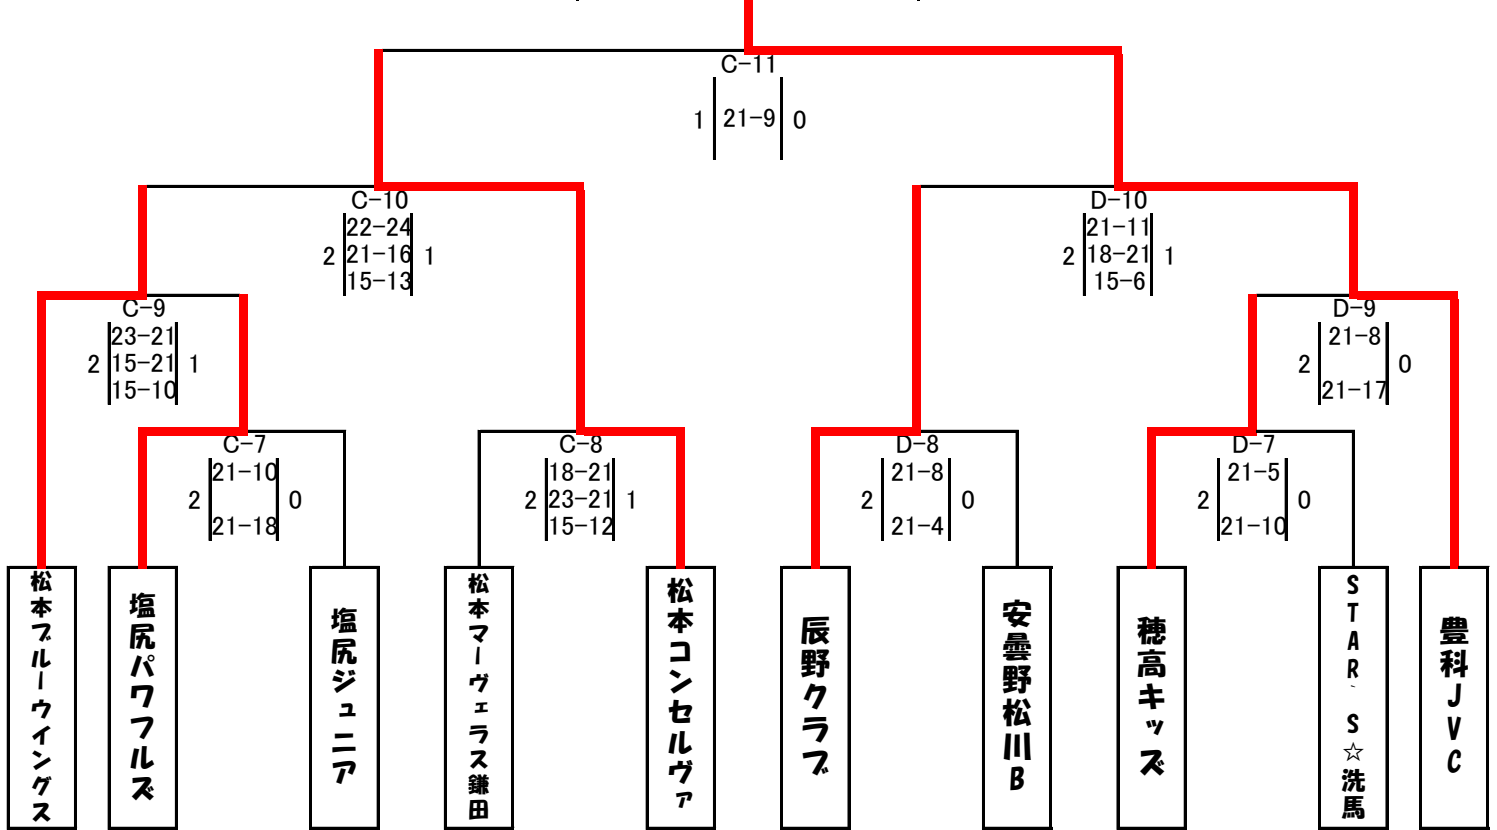 C-11
1 21-9 0
C-10
22-24
2 21-16 1
15-13
D-10
21-11
2 18-21 1
15-6
C-9
23-21
2 15-21 1
15-10
D-9
21-8
2 0
21-17
C-7
21-10
2 0
21-18
C-8
18-21
2 23-21 1
15-12
D-8
21-8
2 0
21-4
D-7
21-5
2 0
21-10
松本ブルーウイングス
塩尻パワフルズ
塩尻ジュニア
松本マーヴェラス鎌田
松本コンセルヴァ
辰野クラブ
安曇野松川B
穂高キッズ
STAR`S☆洗馬
豊科JVC